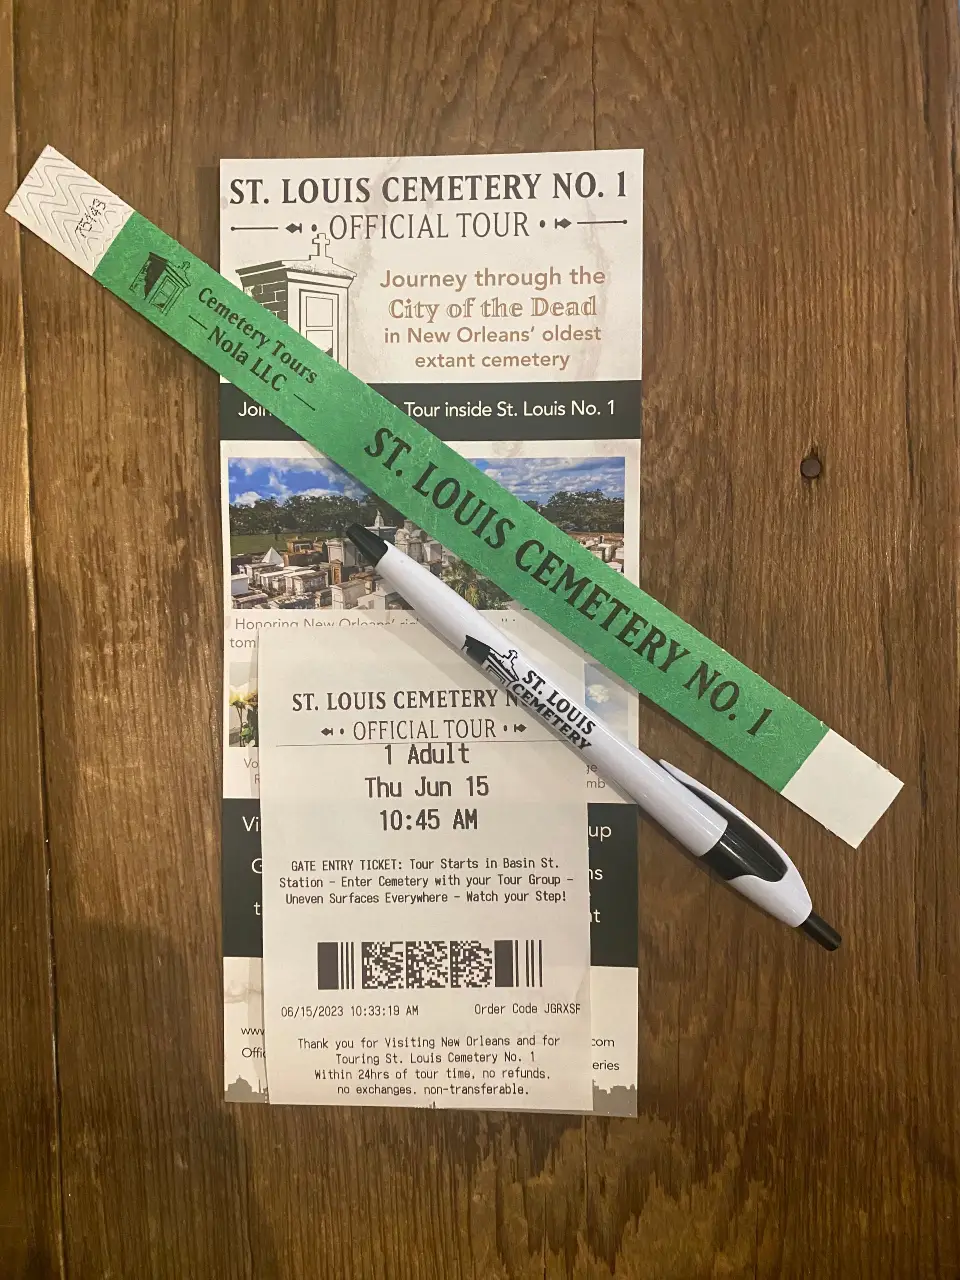 ST. LOUIS CEMETERY NO. 1
OFFICIAL TOUR
Journey through the
City of the Dead
in New Orleans' oldest
extant cemetery
Tour inside St. Louis No. 1
Honoring New Orleans'
75143
Cemetery Tours
Nola LLC
ST. LOUIS CEMETERY NO. 1
ST. LOUIS
CEMETERY
ST. LOUIS CEMETERY
OFFICIAL TOUR
1 Adult
Thu Jun 15
10:45 AM
GATE ENTRY TICKET: Tour Starts in Basin St.
Station - Enter Cemetery with your Tour Group -
Uneven Surfaces Everywhere - Watch your Step!
06/15/2023 10:33:19 AM Order Code JGRXSF
Thank you for Visiting New Orleans and for
Touring St. Louis Cemetery No. 1
Within 24hrs of tour time, no refunds,
no exchanges. non-transferable.